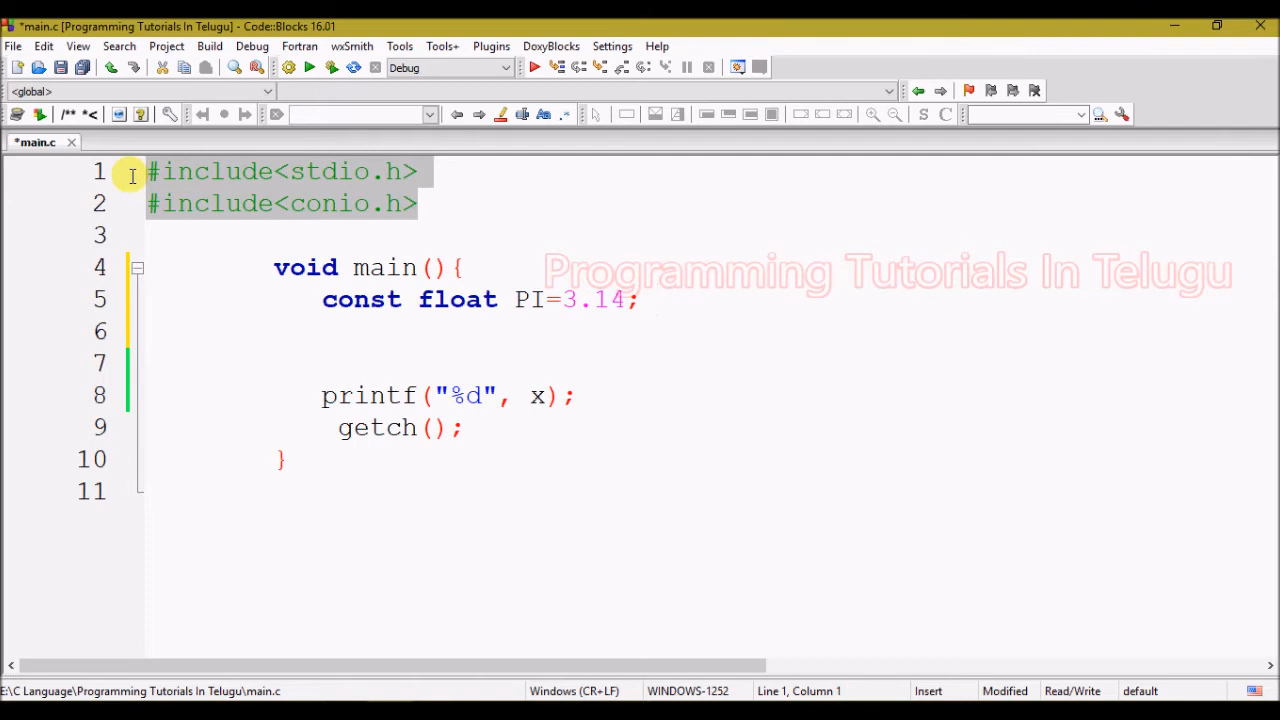 *main.c [Programming Tutorials In Telugu] - Code::Blocks 16.01
File Edit View Search Project Build Debug Fortran wxSmith Tools Tools+ Plugins DoxyBlocks Settings Help
Debug
<global>
/** *<
Aa .* S C
*main.c
1 #include<stdio.h>
2 #include<conio.h>
3
4 void main(){
Programming Tutorials In Telugu
5 const float PI=3.14;
6
7
8 printf("%d", x);
9 getch();
10 }
11
E:\C Language\Programming Tutorials In Telugu\main.c Windows (CR+LF) WINDOWS-1252 Line 1, Column 1 Insert Modified Read/Write default